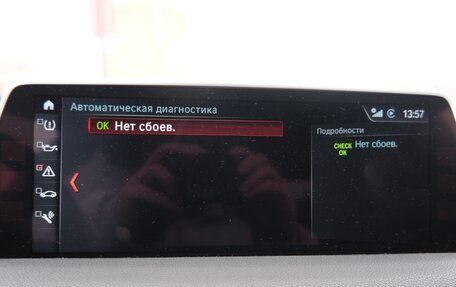 Автоматическая диагностика
13:57
OK Нет сбоев.
Подробности
CHECK OK Нет сбоев.